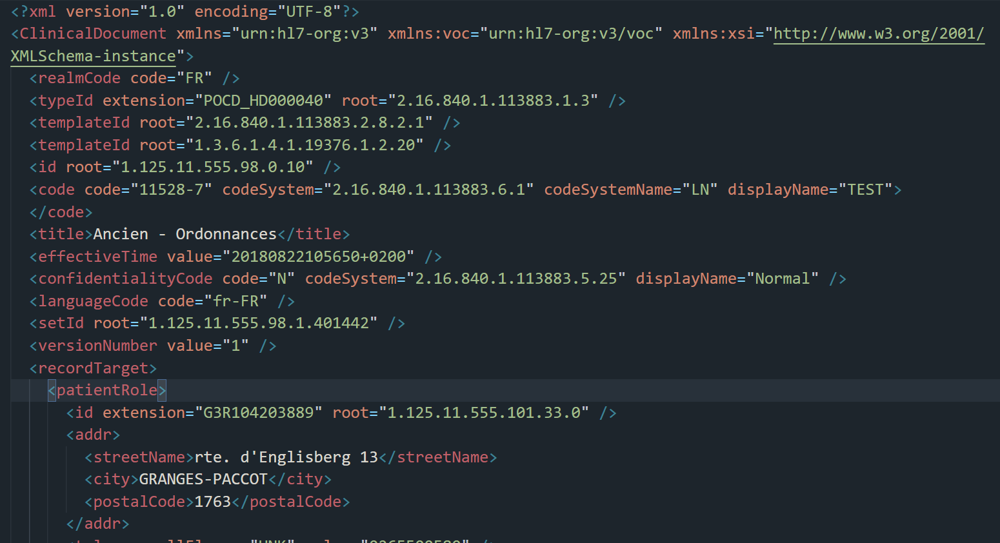 <?xml version="1.0" encoding="UTF-8"?>
<ClinicalDocument xmlns="urn:hl7-org:v3" xmlns:voc="urn:hl7-org:v3/voc" xmlns:xsi="http://www.w3.org/2001/
XMLSchema-instance">
<realmCode code="FR" />
<typeId extension="POCD_HD000040" root="2.16.840.1.113883.1.3" />
<templateId root="2.16.840.1.113883.2.8.2.1" />
<templateId root="1.3.6.1.4.1.19376.1.2.20" />
<id root="1.125.11.555.98.0.10" />
<code code="11528-7" codeSystem="2.16.840.1.113883.6.1" codeSystemName="LN" displayName="TEST">
</code>
<title>Ancien - Ordonnances</title>
<effectiveTime value="20180822105650+0200" />
<confidentialityCode code="N" codeSystem="2.16.840.1.113883.5.25" displayName="Normal" />
<languageCode code="fr-FR" />
<setId root="1.125.11.555.98.1.401442" />
<versionNumber value="1" />
<recordTarget>
<patientRole>
<id extension="G3R104203889" root="1.125.11.555.101.33.0" />
<addr>
<streetName>rte. d'Englisberg 13</streetName>
<city>GRANGES-PACCOT</city>
<postalCode>1763</postalCode>
</addr>